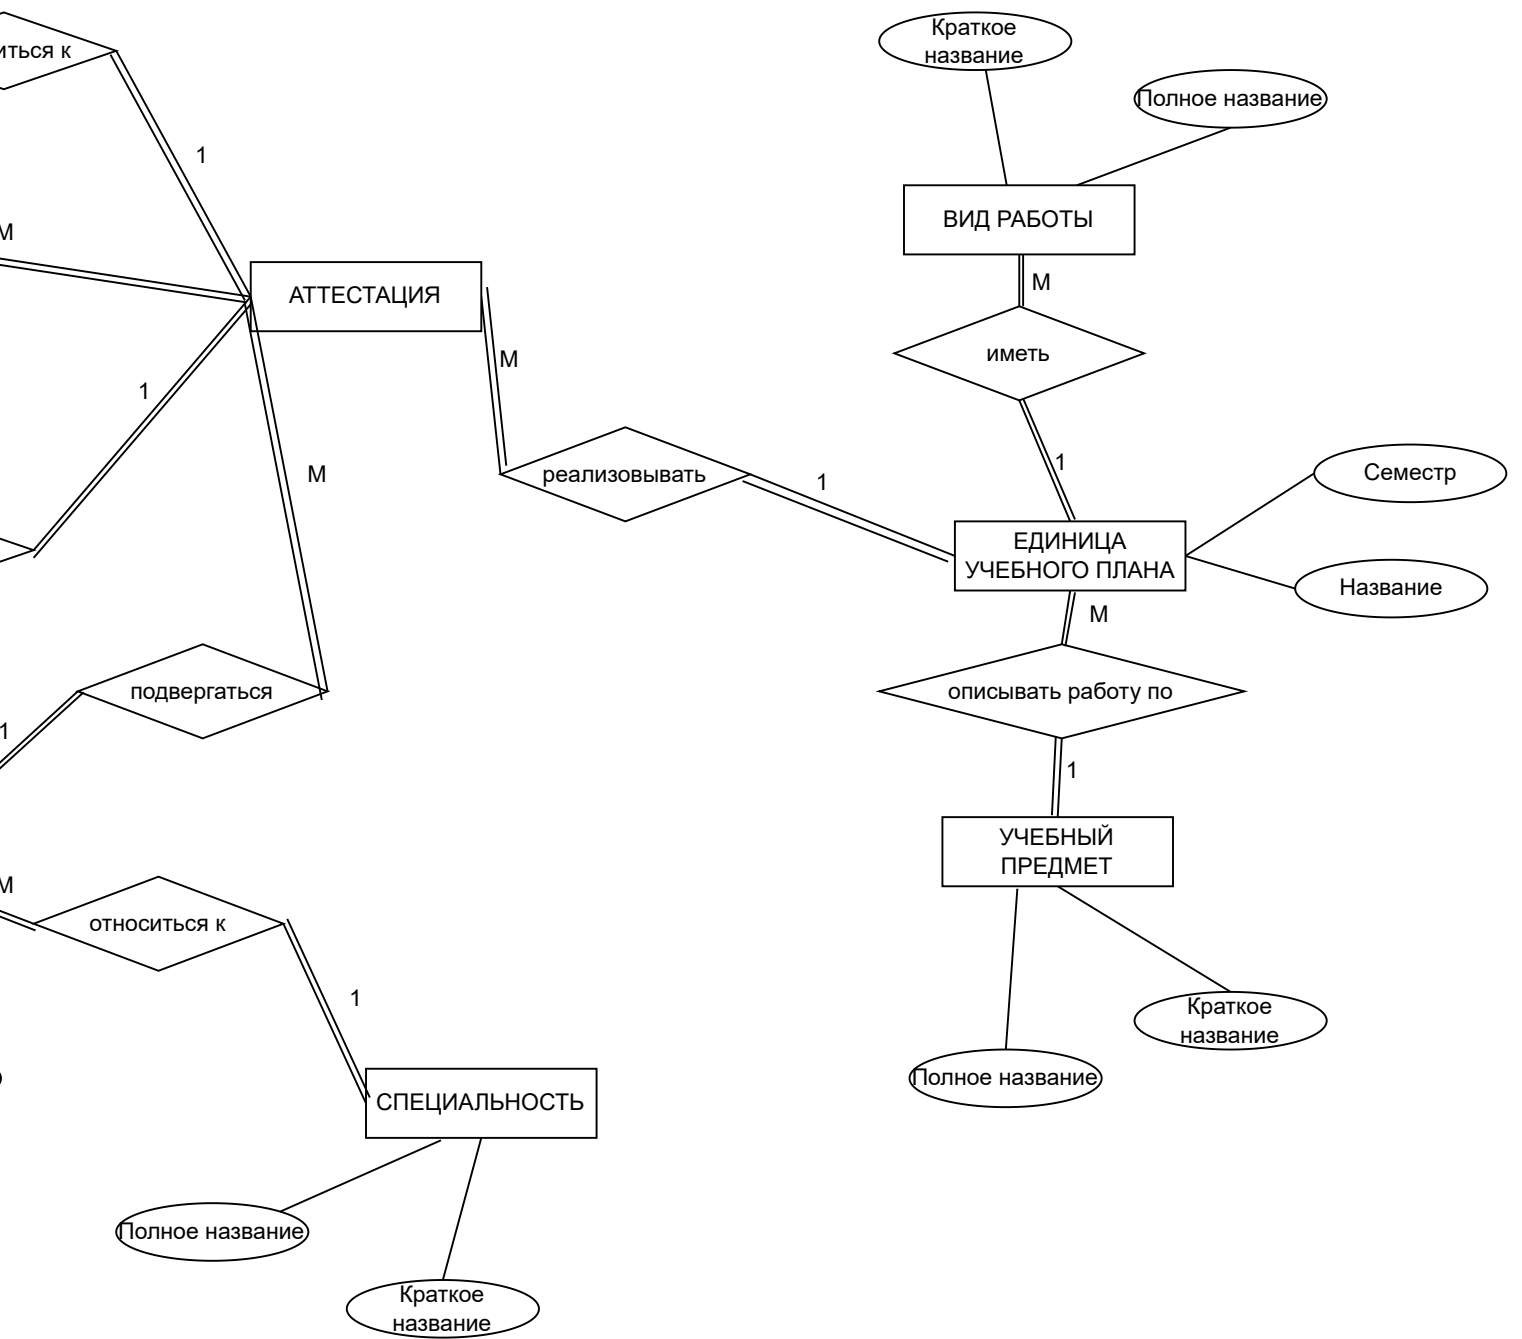 Краткое
название
иться к
Полное название
1
М
ВИД РАБОТЫ
АТТЕСТАЦИЯ
М
иметь
М
1
1
М
реализовывать
1
Семестр
ЕДИНИЦА
УЧЕБНОГО ПЛАНА
Название
М
подвергаться
описывать работу по
1
1
УЧЕБНЫЙ
ПРЕДМЕТ
М
относиться к
1
Краткое
название
Полное название
СПЕЦИАЛЬНОСТЬ
Полное название
Краткое
название